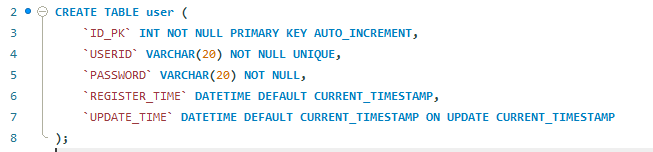 2 CREATE TABLE user (
3 `ID_PK` INT NOT NULL PRIMARY KEY AUTO_INCREMENT,
4 `USERID` VARCHAR(20) NOT NULL UNIQUE,
5 `PASSWORD` VARCHAR(20) NOT NULL,
6 `REGISTER_TIME` DATETIME DEFAULT CURRENT_TIMESTAMP,
7 `UPDATE_TIME` DATETIME DEFAULT CURRENT_TIMESTAMP ON UPDATE CURRENT_TIMESTAMP
8 );